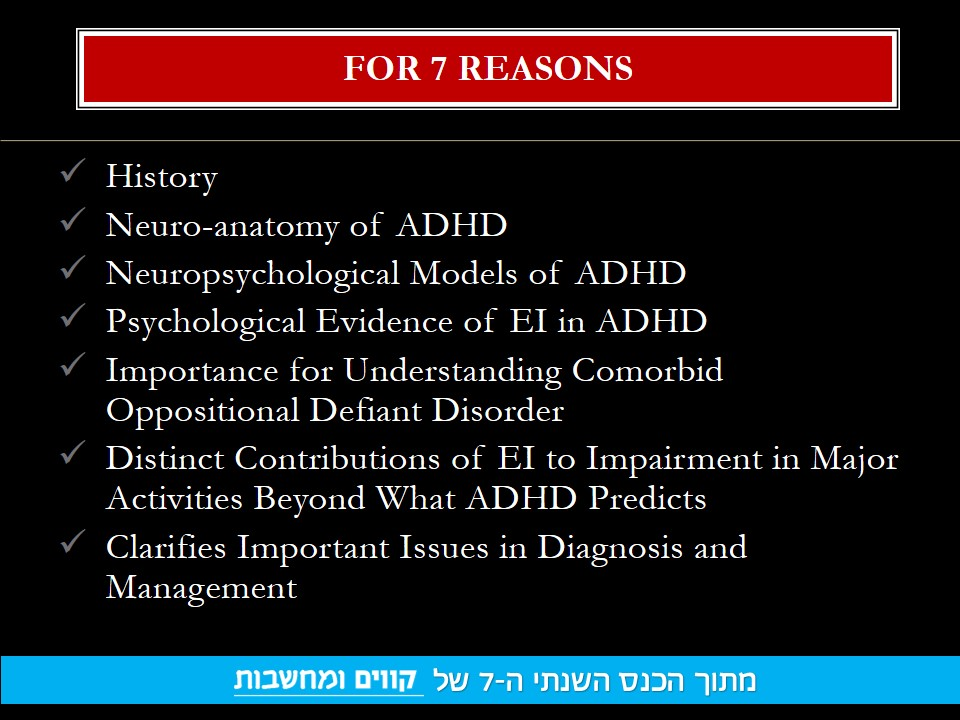 FOR 7 REASONS
History
Neuro-anatomy of ADHD
Neuropsychological Models of ADHD
Psychological Evidence of EI in ADHD
Importance for Understanding Comorbid
Oppositional Defiant Disorder
Distinct Contributions of EI to Impairment in Major
Activities Beyond What ADHD Predicts
Clarifies Important Issues in Diagnosis and
Management
מתוך הכנס השנתי ה-7 של קווים ומחשבות